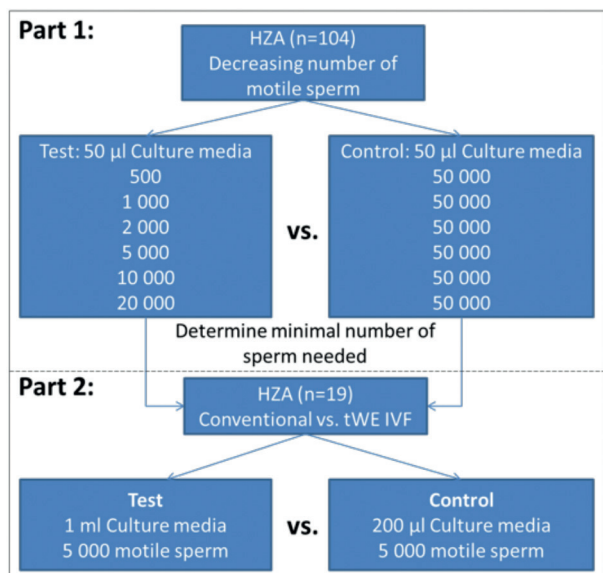 Part 1:
HZA (n=104)
Decreasing number of
motile sperm
Test: 50 µl Culture media
500
1 000
2 000
5 000
10 000
20 000
vs.
Control: 50 µl Culture media
50 000
50 000
50 000
50 000
50 000
50 000
Determine minimal number of
sperm needed
Part 2:
HZA (n=19)
Conventional vs. tWE IVF
Test
1 ml Culture media
5 000 motile sperm
vs.
Control
200 µl Culture media
5 000 motile sperm